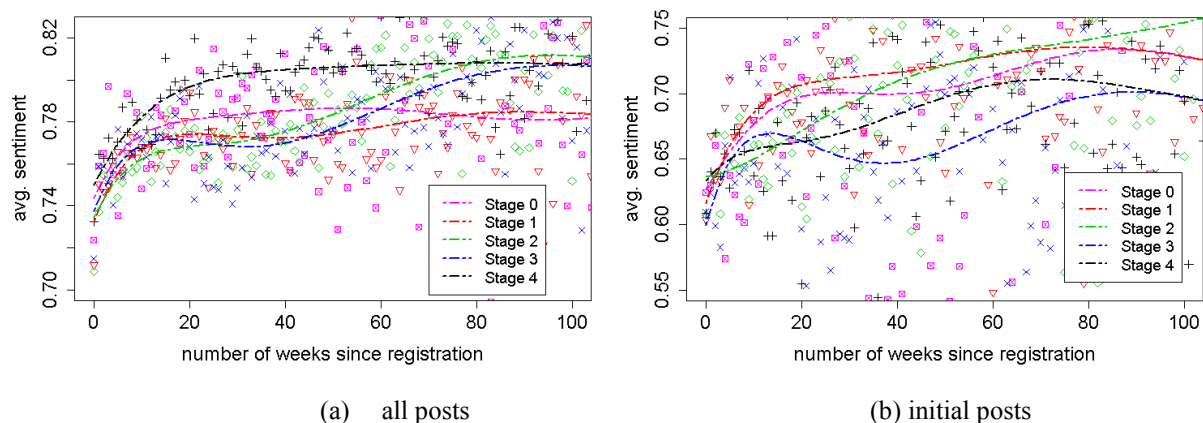 avg. sentiment
0.70
0.74
0.78
0.82
0
20
40
60
80
100
number of weeks since registration
Stage 0
Stage 1
Stage 2
Stage 3
Stage 4
(a) all posts
avg. sentiment
0.55
0.60
0.65
0.70
0.75
0
20
40
60
80
100
number of weeks since registration
Stage 0
Stage 1
Stage 2
Stage 3
Stage 4
(b) initial posts